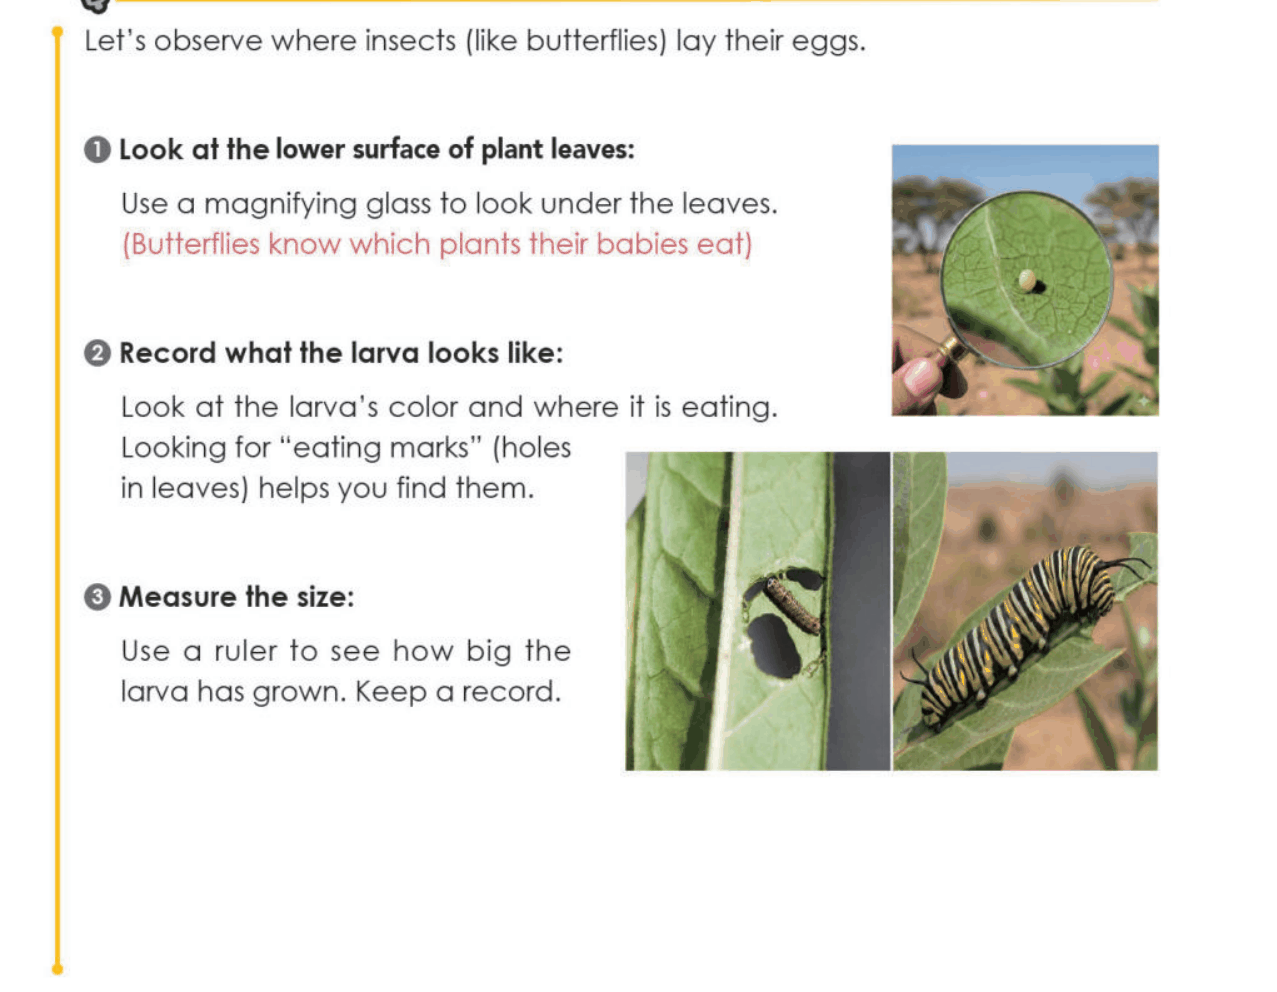 Let's observe where insects (like butterflies) lay their eggs.
1 Look at the lower surface of plant leaves:
Use a magnifying glass to look under the leaves.
(Butterflies know which plants their babies eat)
2 Record what the larva looks like:
Look at the larva's color and where it is eating.
Looking for “eating marks” (holes
in leaves) helps you find them.
3 Measure the size:
Use a ruler to see how big the
larva has grown. Keep a record.